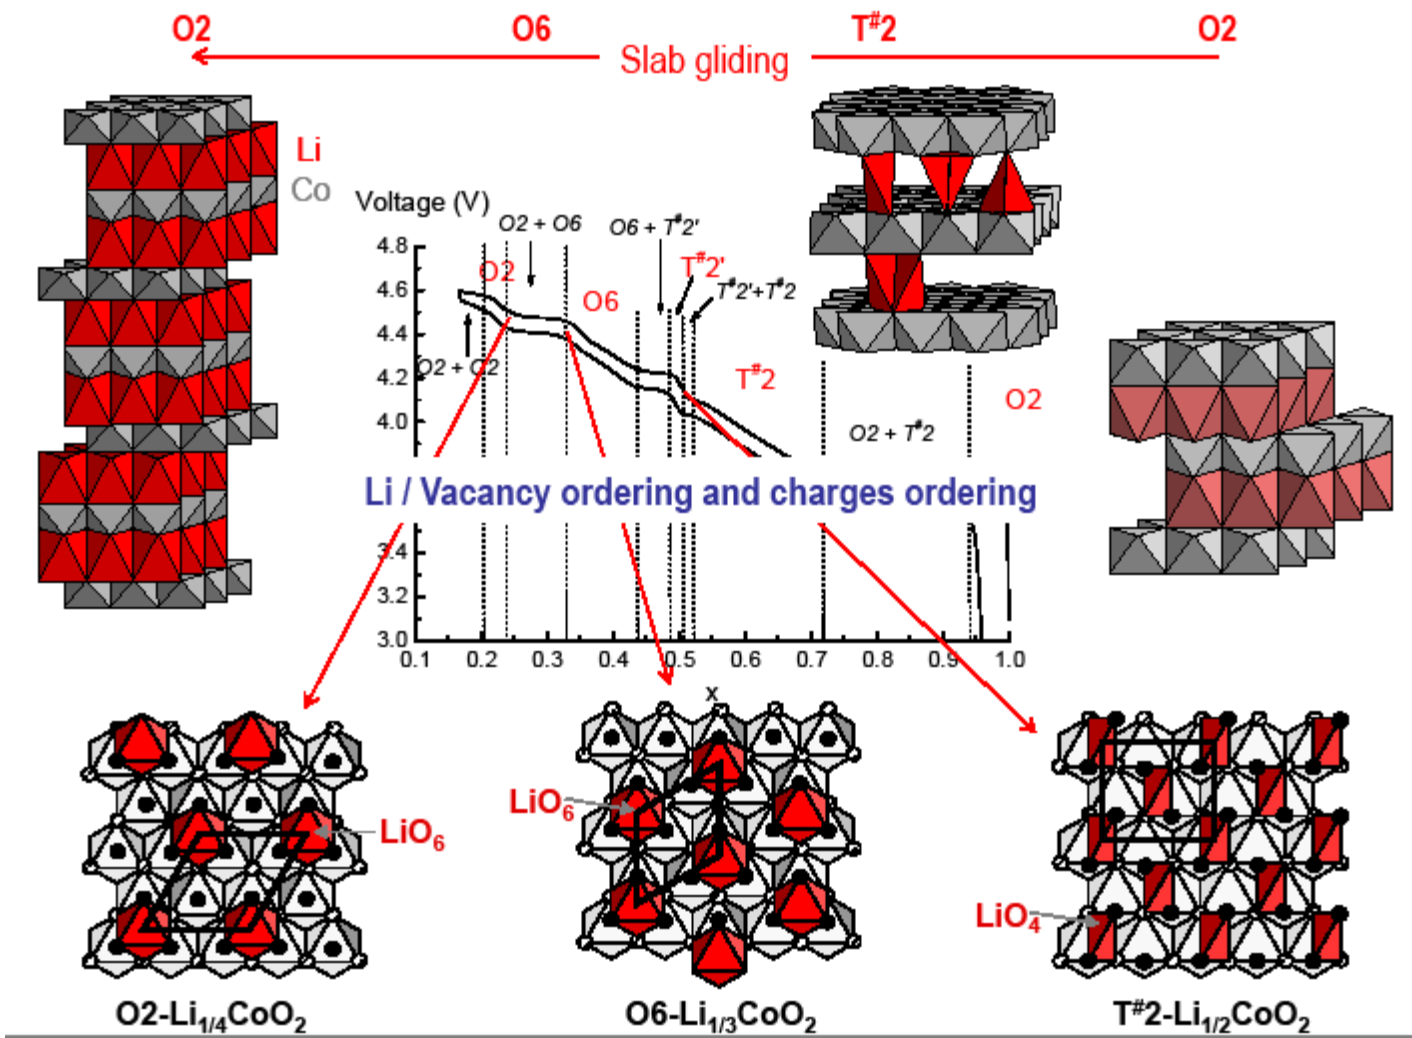 O2 O6 T#2 O2
Slab gliding
Li
Co
Voltage (V)
O2 + O6
O6 + T#2'
T#2'
T#2'+T#2
O2
O6
T#2
O2
O2 + T#2
O2 + O2
4.8
4.6
4.4
4.2
4.0
Li / Vacancy ordering and charges ordering
3.4
3.2
3.0
0.1 0.2 0.3 0.4 0.5 0.6 0.7 0.8 0.9 1.0
x
LiO6
LiO6
LiO4
O2-Li1/4CoO2
O6-Li1/3CoO2
T#2-Li1/2CoO2